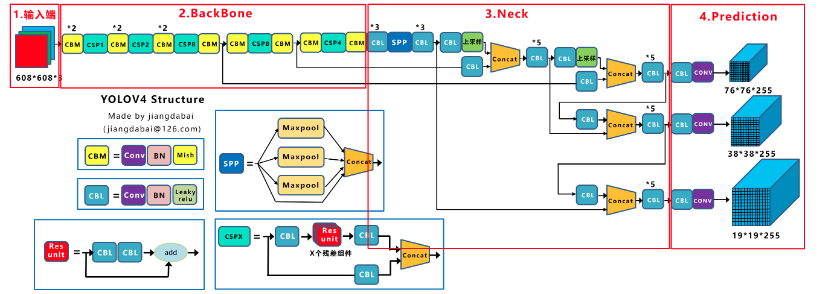 1.输入端
2.BackBone
3.Neck
4.Prediction
*2 *2 *2 *3 *3
CBM CSP1 CBM CSP2 CBM CSP8 CBM CBM CSP8 CBM CBM CSP4 CBM CBL SPP CBL CBL 上采样
CBL Concat *5 CBL CBL 上采样
CBL Concat *5 CBL CBL CONV
608*608*3
76*76*255
YOLOV4 Structure
Made by jiangdabai
(jiangdabai@126.com)
CBL Concat *5 CBL CBL CONV
38*38*255
CBM = Conv BN Mish
CBL = Conv BN Leaky relu
SPP = Maxpool Maxpool Maxpool Concat
CBL Concat *5 CBL CBL CONV
19*19*255
Res unit = CBL CBL add
CSPX = CBL Res unit CBL Concat
X个残差组件
CBL